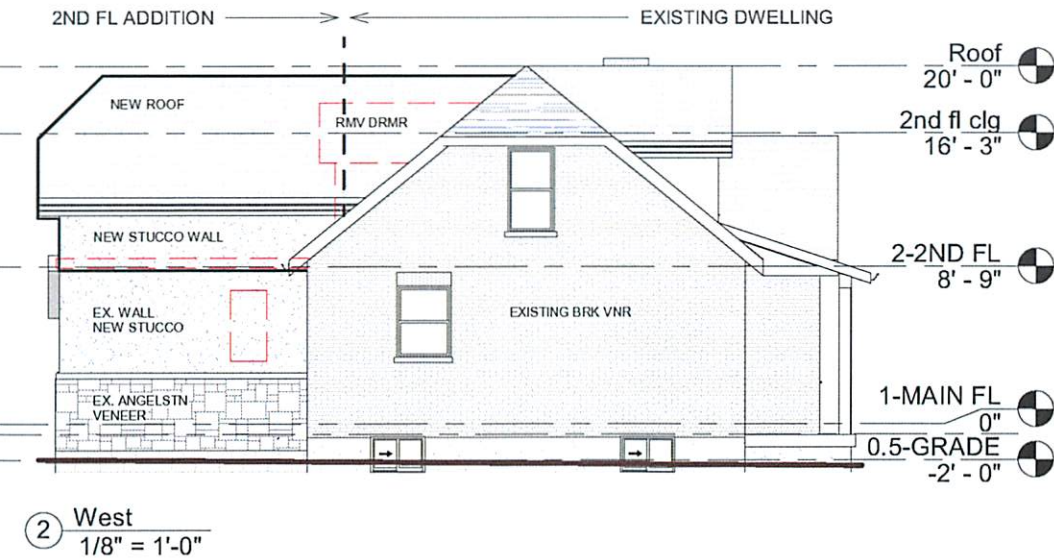 2ND FL ADDITION
EXISTING DWELLING
Roof
20' - 0"
NEW ROOF
RMV DRMR
2nd fl clg
16' - 3"
NEW STUCCO WALL
2-2ND FL
8' - 9"
EX. WALL
NEW STUCCO
EXISTING BRK VNR
EX. ANGELSTN
VENEER
1-MAIN FL
0"
0.5-GRADE
-2' - 0"
2
West
1/8" = 1'-0"